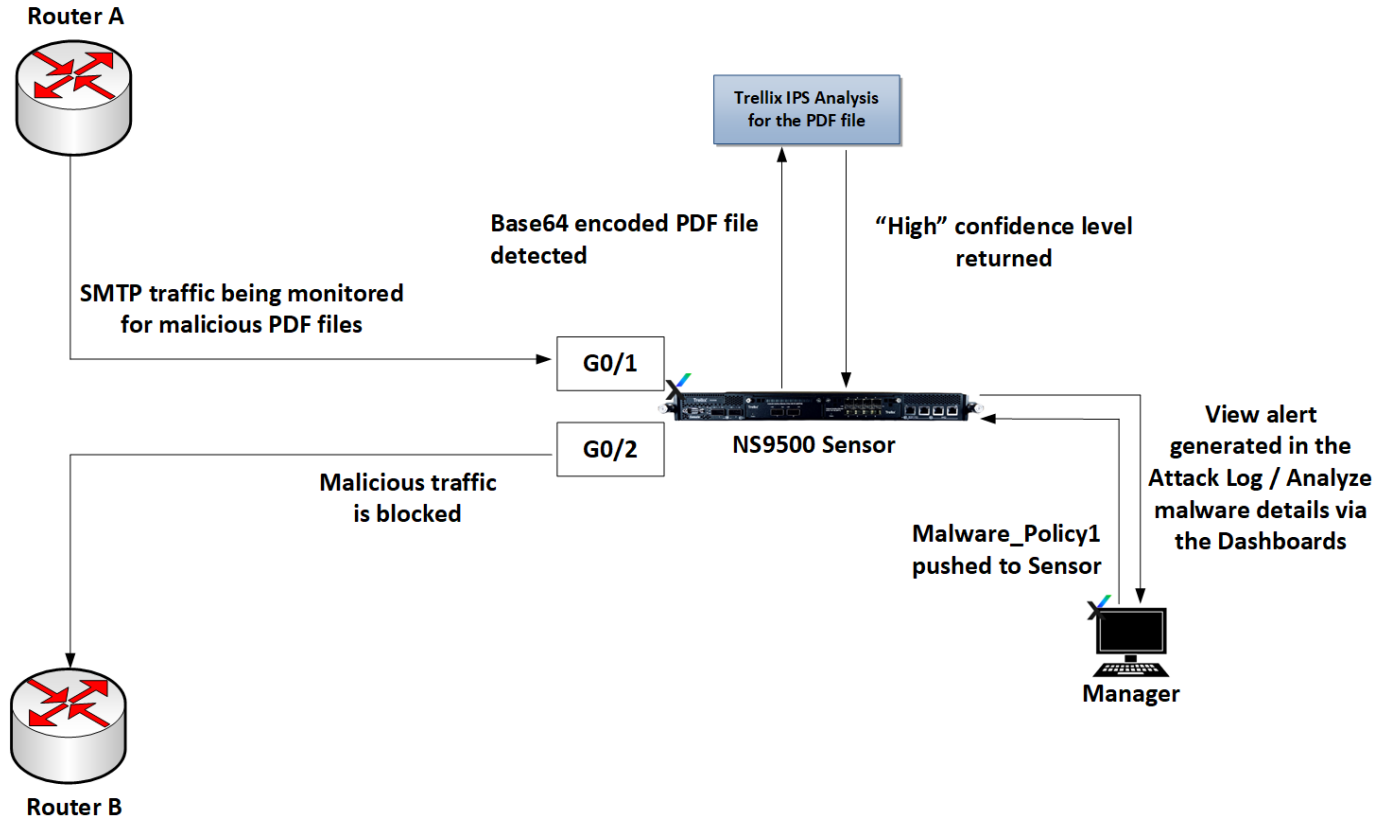 Router A
Trellix IPS Analysis
for the PDF file
Base64 encoded PDF file
detected
“High” confidence level
returned
SMTP traffic being monitored
for malicious PDF files
G0/1
G0/2
NS9500 Sensor
Malicious traffic
is blocked
View alert
generated in the
Attack Log / Analyze
malware details via
the Dashboards
Malware_Policy1
pushed to Sensor
Manager
Router B